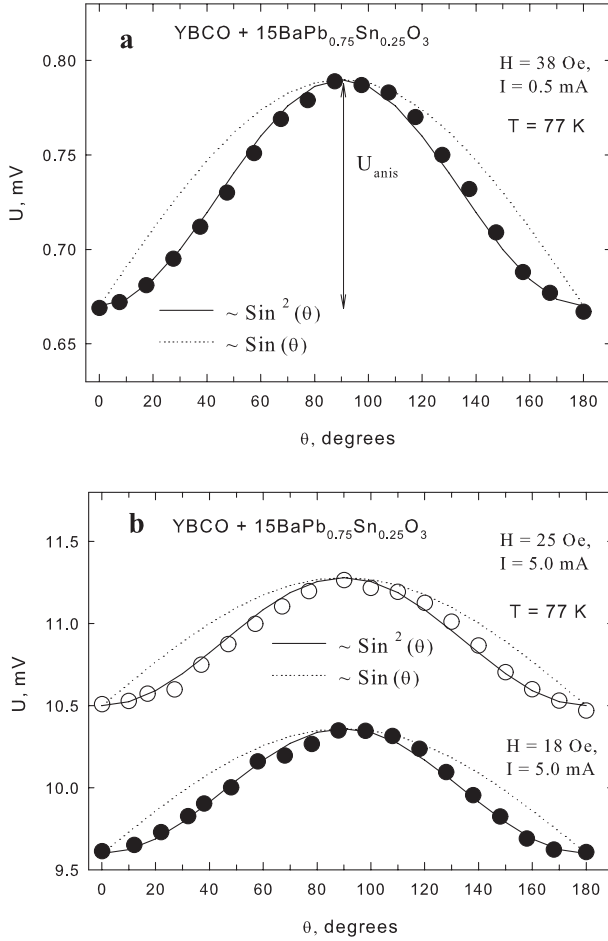 a YBCO + 15BaPb0.75Sn0.25O3
H = 38 Oe,
I = 0.5 mA
T = 77 K
0.80
0.75
0.70
0.65
U, mV
Uanis
~ Sin 2 (θ)
~ Sin (θ)
0 20 40 60 80 100 120 140 160 180
θ, degrees
b YBCO + 15BaPb0.75Sn0.25O3
H = 25 Oe,
I = 5.0 mA
T = 77 K
11.5
11.0
10.5
10.0
9.5
U, mV
~ Sin 2 (θ)
~ Sin (θ)
H = 18 Oe,
I = 5.0 mA
0 20 40 60 80 100 120 140 160 180
θ, degrees